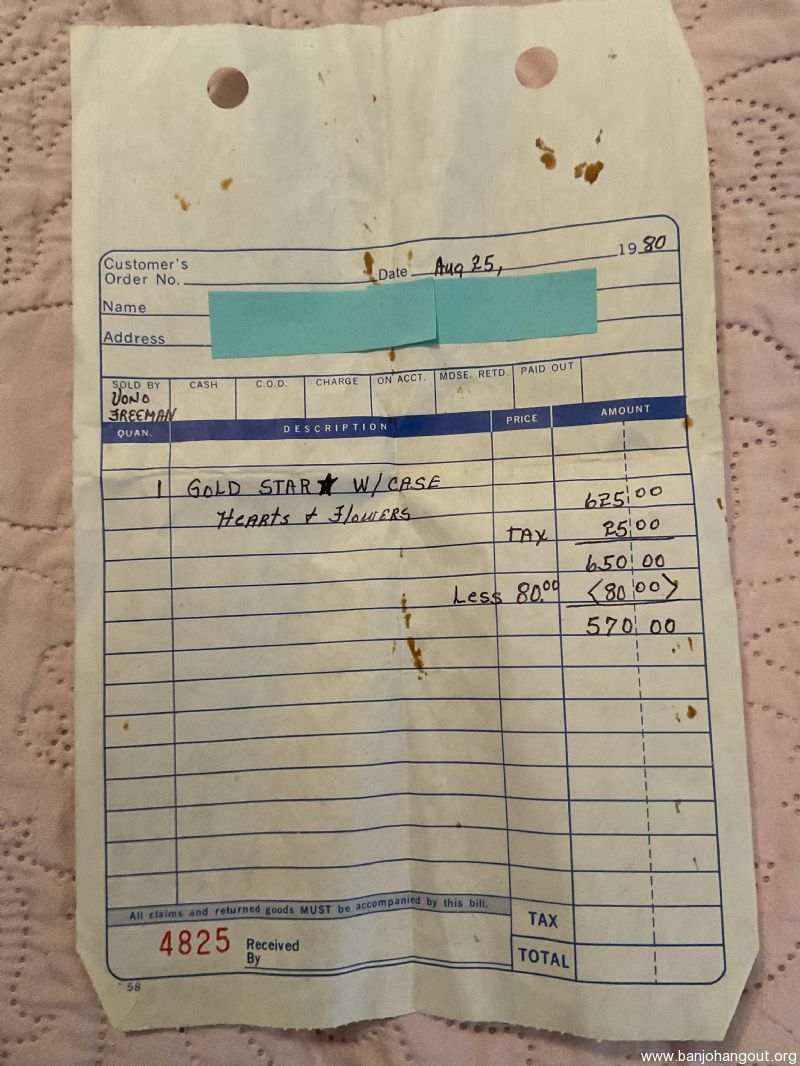 Customer's
Order No. Date Aug 25, 19 80
Name
Address
SOLD BY CASH C.O.D. CHARGE ON ACCT. MDSE. RETD. PAID OUT
VONO
FREEMAN
QUAN. DESCRIPTION PRICE AMOUNT
1 GOLD STAR ★ W/ CASE 625 00
HEARTS & FLOWERS
TAX 25 00
650 00
Less 80.00 <80 00>
570 00
All claims and returned goods MUST be accompanied by this bill.
TAX
4825 Received
By
TOTAL
58
www.banjohangout.org